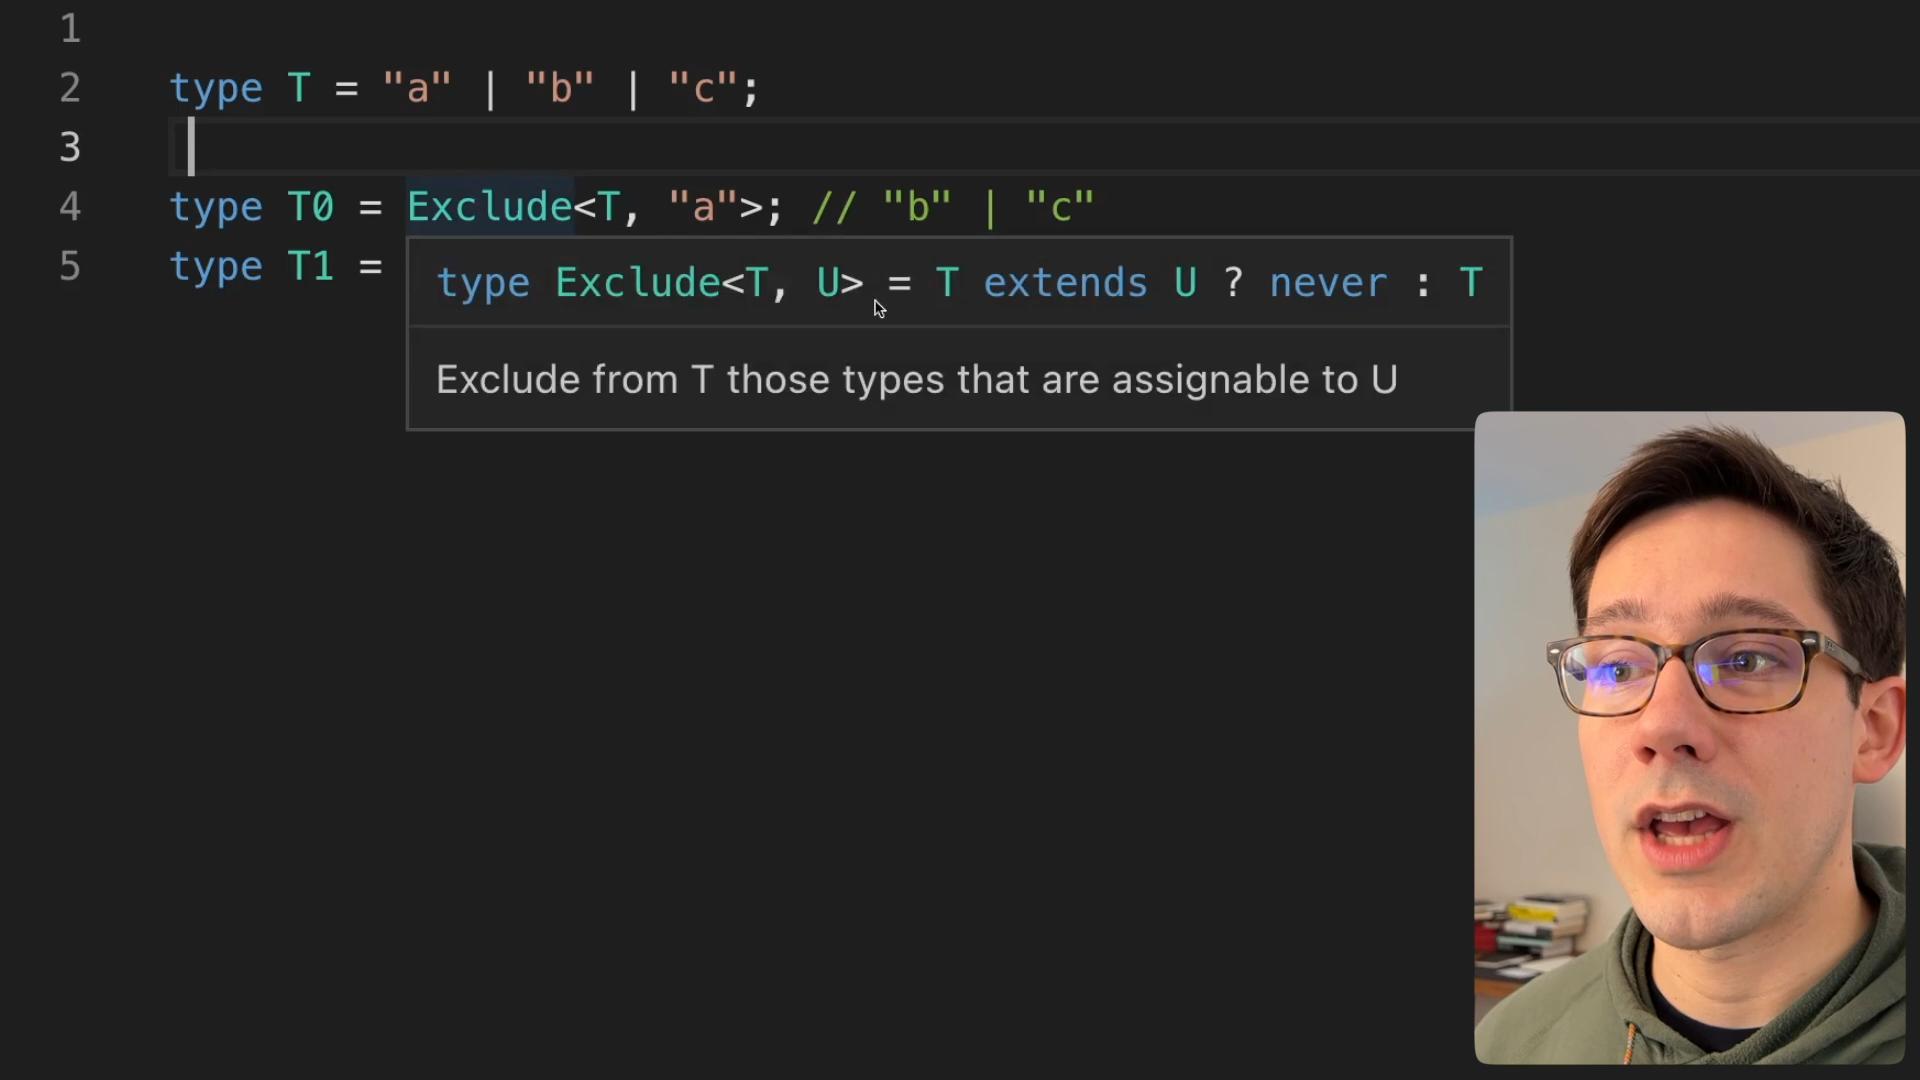 1
2 type T = "a" | "b" | "c";
3
4 type T0 = Exclude<T, "a">; // "b" | "c"
5 type T1 =
type Exclude<T, U> = T extends U ? never : T
Exclude from T those types that are assignable to U